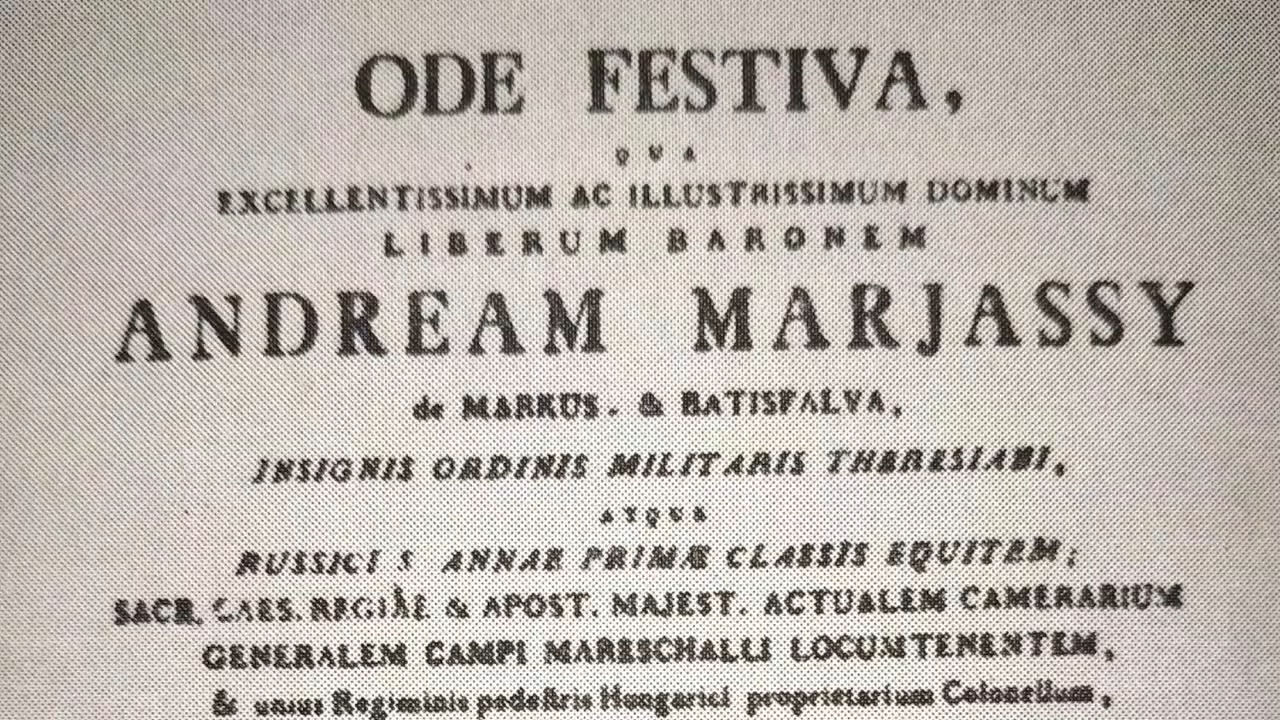 ODE FESTIVA,
QUA
EXCELLENTISSIMUM AC ILLUSTRISSIMUM DOMINUM
LIBERUM BARONEM
ANDREAM MARJASSY
de MARKUS. & BATISFALVA,
INSIGNIS ORDINIS MILITARIS THERESIANI,
ATQUE
RUSSICI S ANNAE PRIMÆ CLASSIS EQUITEM;
SACR. CAES. REGIÀE & APOST. MAJEST. ACTUALEM CAMERARIUM
GENERALEM CAMPI MARESCHALLI LOCUMTENENTEM,
& unius Regiminis pedestris Hungarici proprietarium Colonellum,